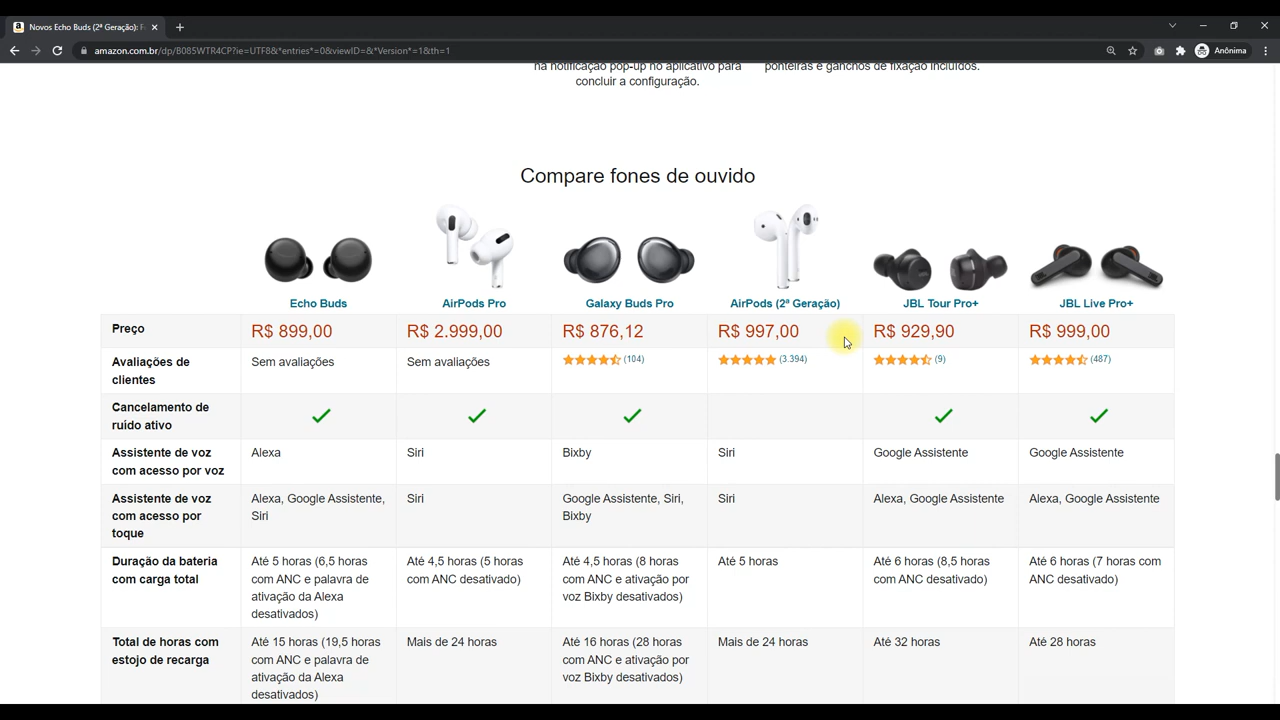 Novos Echo Buds (2ª Geração): F
Anônima
amazon.com.br/dp/B085WTR4CP?ie=UTF8&*entries*=0&viewID=&*Version*=1&th=1
na notificação pop-up no aplicativo para
concluir a configuração.
ponteiras e ganchos de fixação incluídos.
Compare fones de ouvido
Echo Buds
AirPods Pro
Galaxy Buds Pro
AirPods (2ª Geração)
JBL Tour Pro+
JBL Live Pro+
Preço
R$ 899,00
R$ 2.999,00
R$ 876,12
R$ 997,00
R$ 929,90
R$ 999,00
Avaliações de
clientes
Sem avaliações
Sem avaliações
(104)
(3.394)
(9)
(487)
Cancelamento de
ruído ativo
Assistente de voz
com acesso por voz
Alexa
Siri
Bixby
Siri
Google Assistente
Google Assistente
Assistente de voz
com acesso por
toque
Alexa, Google Assistente,
Siri
Siri
Google Assistente, Siri,
Bixby
Siri
Alexa, Google Assistente
Alexa, Google Assistente
Duração da bateria
com carga total
Até 5 horas (6,5 horas
com ANC e palavra de
ativação da Alexa
desativados)
Até 4,5 horas (5 horas
com ANC desativado)
Até 4,5 horas (8 horas
com ANC e ativação por
voz Bixby desativados)
Até 5 horas
Até 6 horas (8,5 horas
com ANC desativado)
Até 6 horas (7 horas com
ANC desativado)
Total de horas com
estojo de recarga
Até 15 horas (19,5 horas
com ANC e palavra de
ativação da Alexa
desativados)
Mais de 24 horas
Até 16 horas (28 horas
com ANC e ativação por
voz Bixby desativados)
Mais de 24 horas
Até 32 horas
Até 28 horas